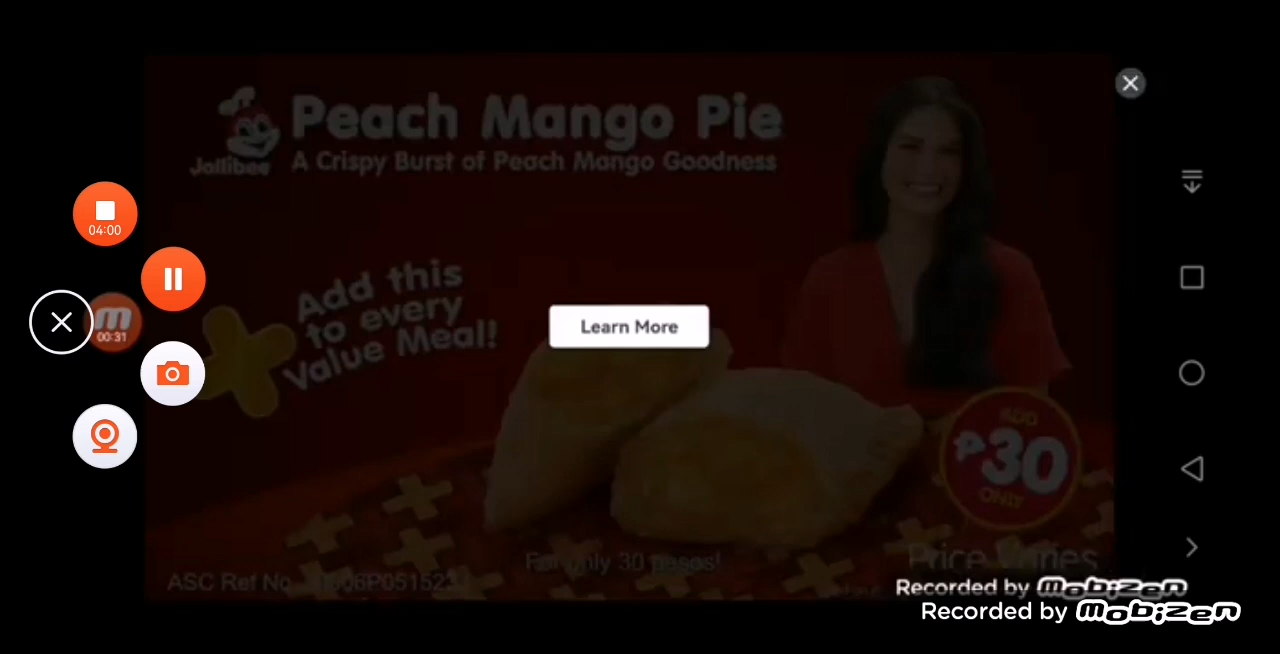 Peach Mango Pie
Jollibee
A Crispy Burst of Peach Mango Goodness
04:00
Add this
to every
Value Meal!
Learn More
00:31
ADD
₱30
ONLY
For only 30 pesos!
Price Varies
ASC Ref No.
Recorded by Mobizen
Recorded by Mobizen